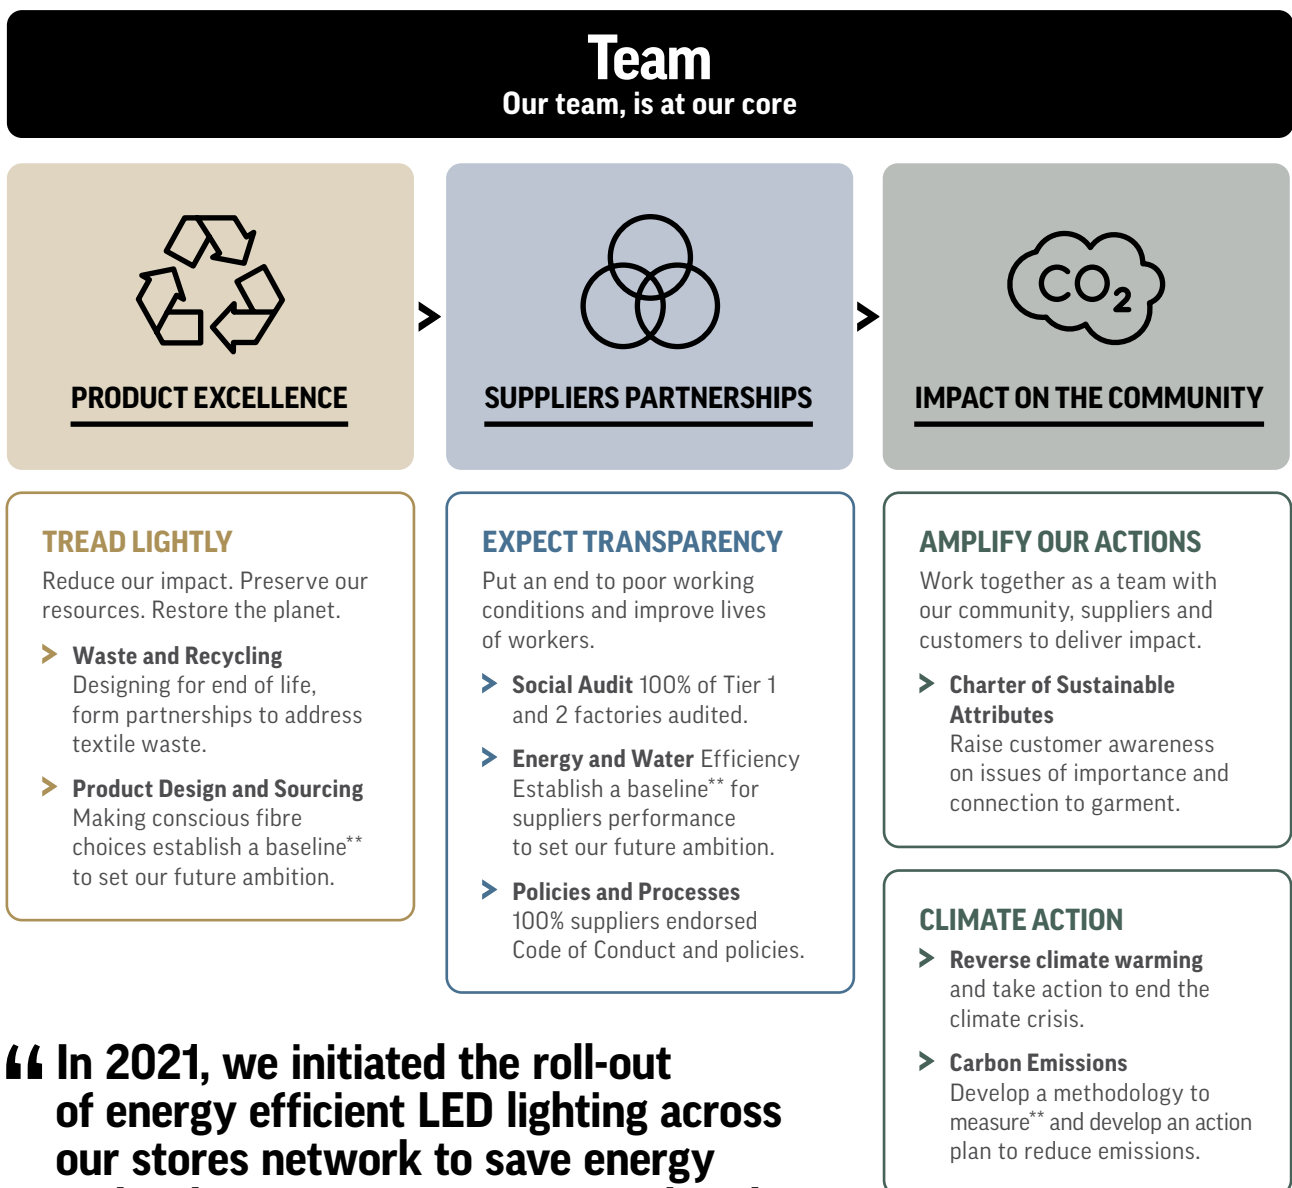 Team
Our team, is at our core
PRODUCT EXCELLENCE
>
SUPPLIERS PARTNERSHIPS
>
CO2
IMPACT ON THE COMMUNITY
TREAD LIGHTLY
Reduce our impact. Preserve our
resources. Restore the planet.
> Waste and Recycling
Designing for end of life,
form partnerships to address
textile waste.
> Product Design and Sourcing
Making conscious fibre
choices establish a baseline**
to set our future ambition.
EXPECT TRANSPARENCY
Put an end to poor working
conditions and improve lives
of workers.
> Social Audit 100% of Tier 1
and 2 factories audited.
> Energy and Water Efficiency
Establish a baseline** for
suppliers performance
to set our future ambition.
> Policies and Processes
100% suppliers endorsed
Code of Conduct and policies.
AMPLIFY OUR ACTIONS
Work together as a team with
our community, suppliers and
customers to deliver impact.
> Charter of Sustainable
Attributes
Raise customer awareness
on issues of importance and
connection to garment.
CLIMATE ACTION
> Reverse climate warming
and take action to end the
climate crisis.
> Carbon Emissions
Develop a methodology to
measure** and develop an action
plan to reduce emissions.
“ In 2021, we initiated the roll-out
of energy efficient LED lighting across
our stores network to save energy